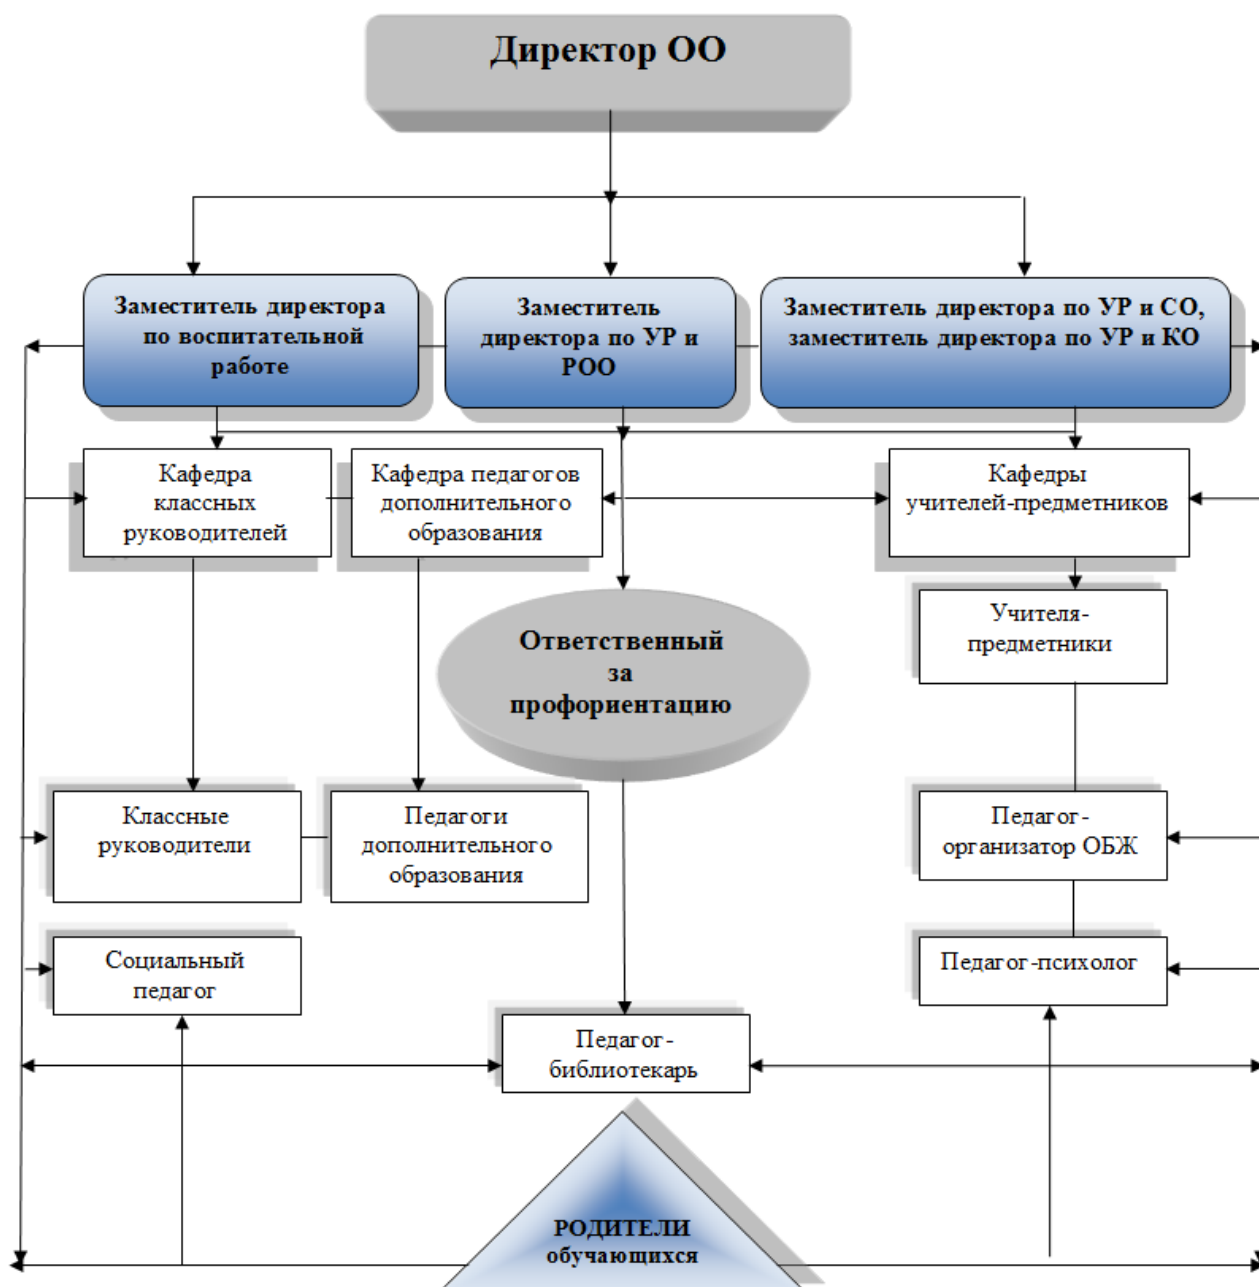 Директор ОО
Заместитель директора
по воспитательной
работе
Заместитель
директора по УР и
РОО
Заместитель директора по УР и СО,
заместитель директора по УР и КО
Кафедра
классных
руководителей
Кафедра педагогов
дополнительного
образования
Кафедры
учителей-предметников
Учителя-
предметники
Ответственный
за
профориентацию
Классные
руководители
Педагоги
дополнительного
образования
Педагог-
организатор ОБЖ
Социальный
педагог
Педагог-психолог
Педагог-
библиотекарь
РОДИТЕЛИ
обучающихся